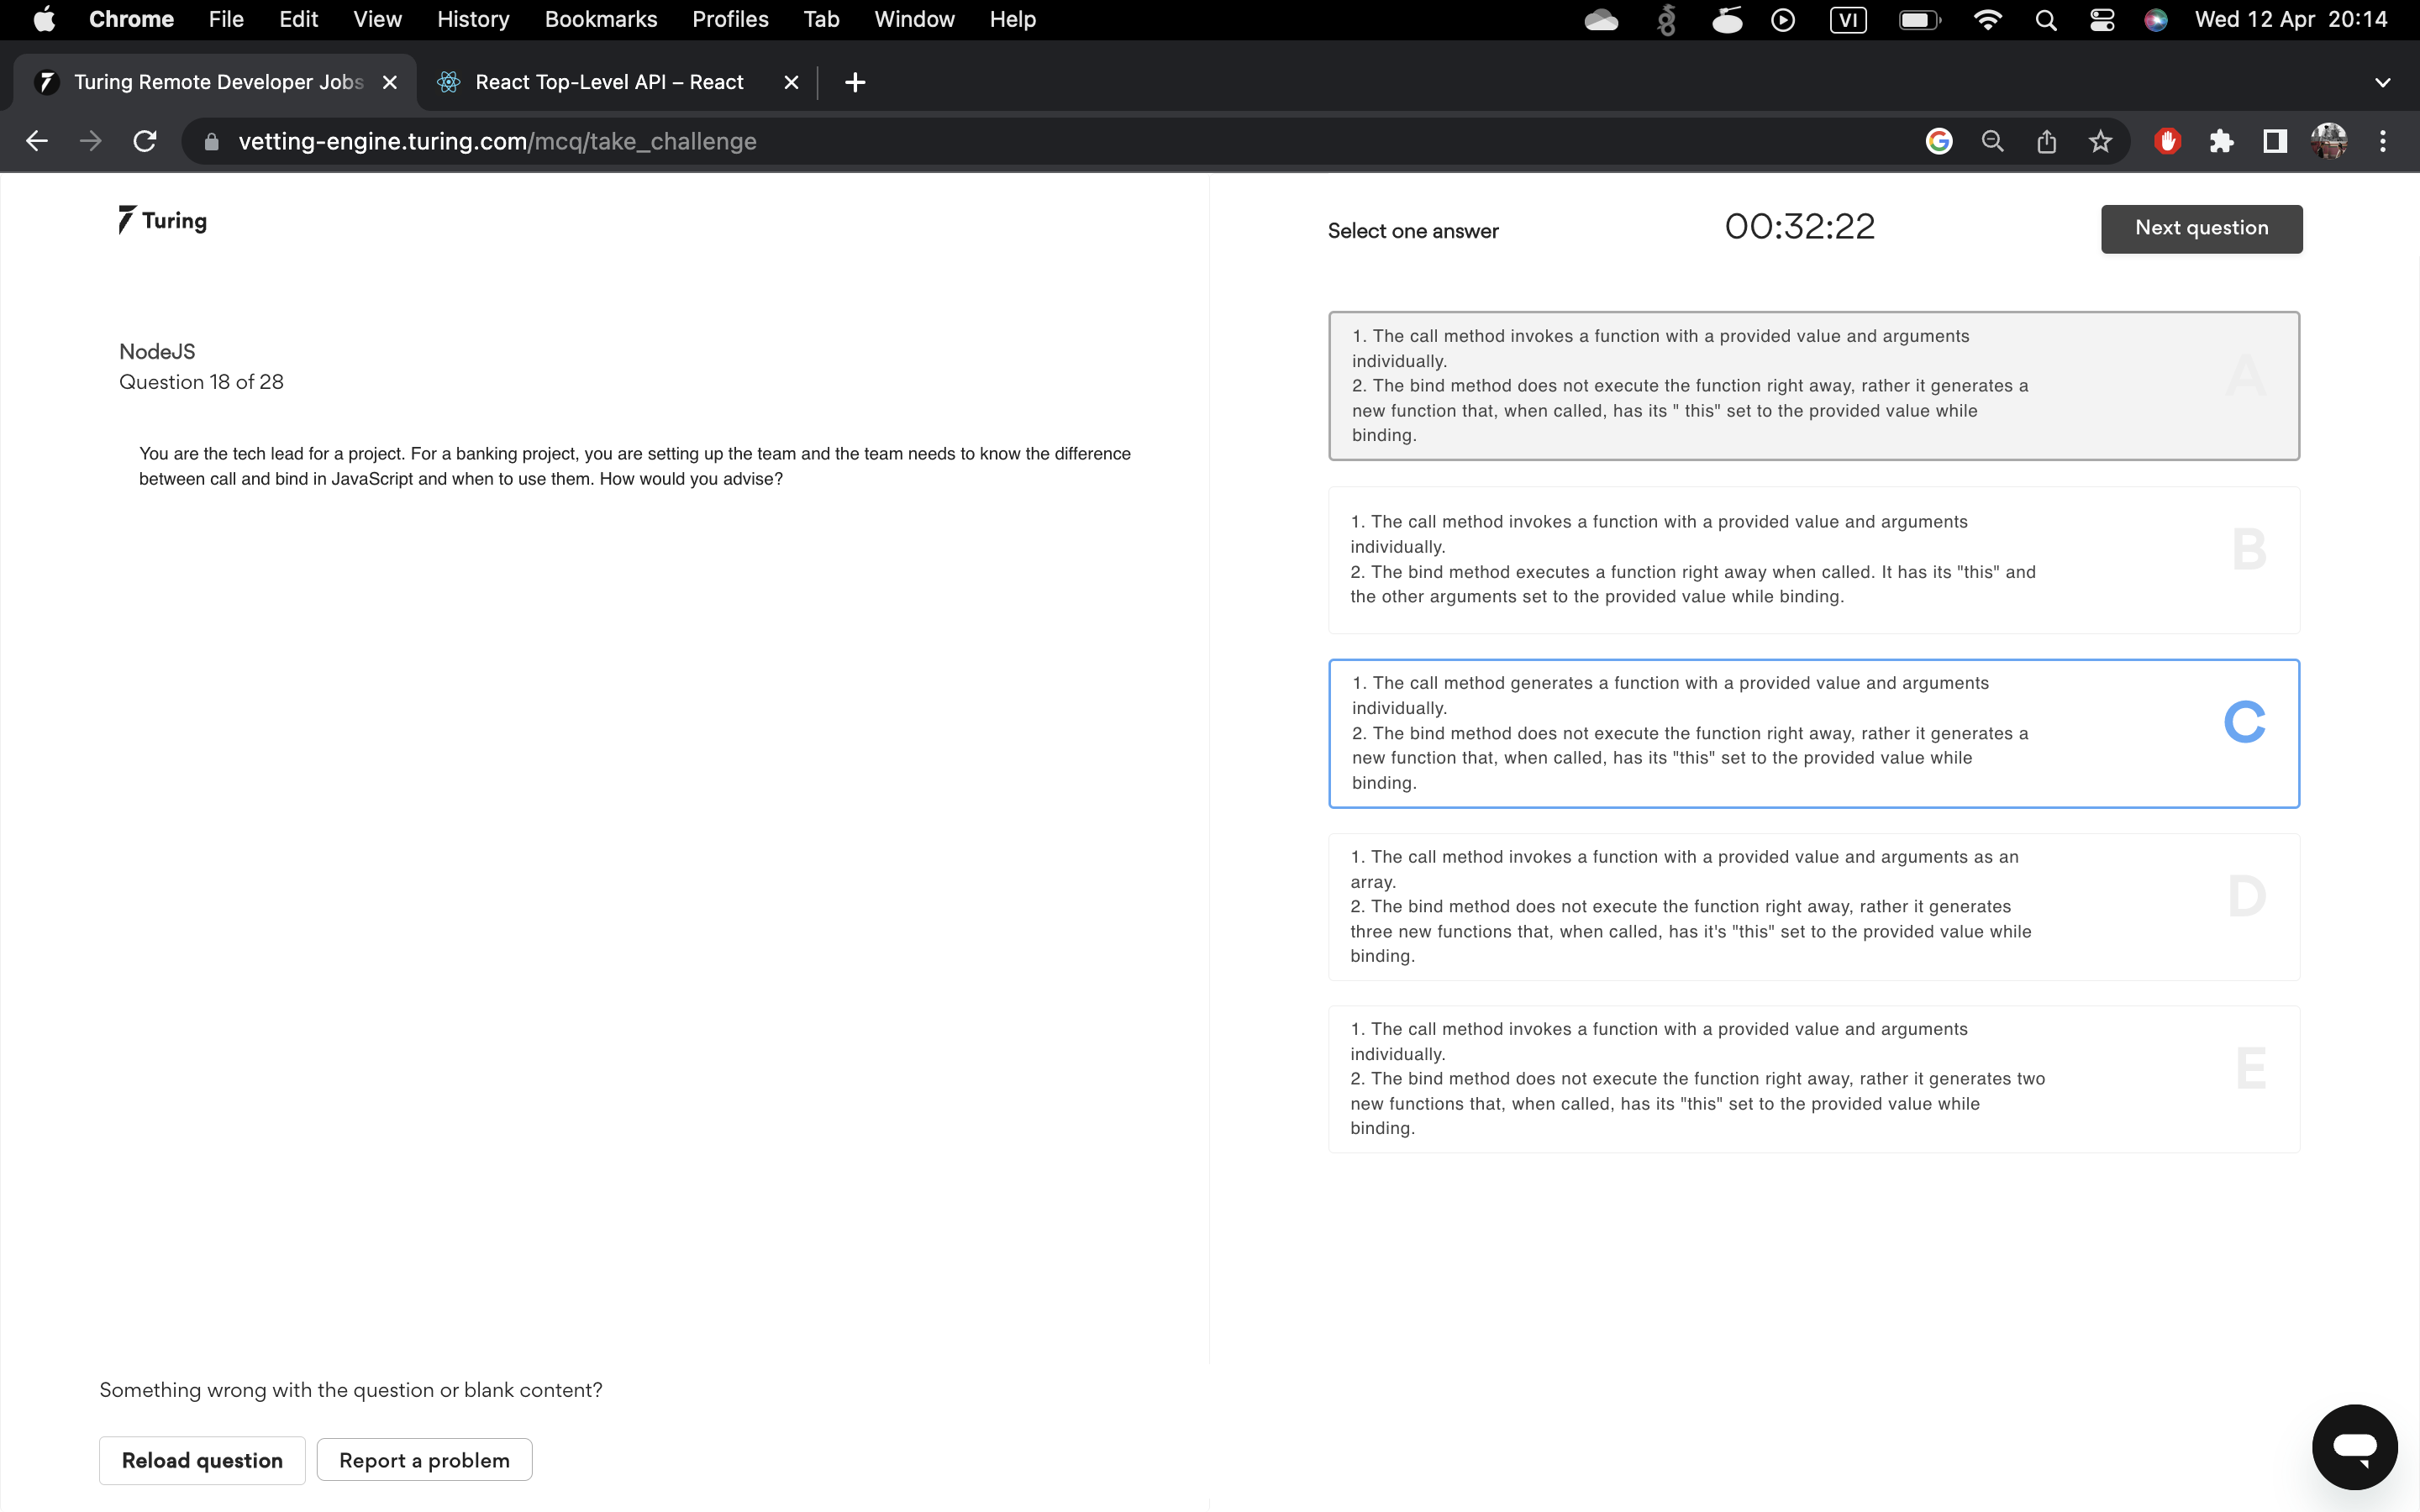 Chrome File Edit View History Bookmarks Profiles Tab Window Help VI Wed 12 Apr 20:14
Turing Remote Developer Jobs React Top-Level API – React
vetting-engine.turing.com/mcq/take_challenge
Turing
Select one answer
00:32:22
Next question
NodeJS
Question 18 of 28
You are the tech lead for a project. For a banking project, you are setting up the team and the team needs to know the difference
between call and bind in JavaScript and when to use them. How would you advise?
1. The call method invokes a function with a provided value and arguments
individually.
2. The bind method does not execute the function right away, rather it generates a
new function that, when called, has its " this" set to the provided value while
binding.
A
1. The call method invokes a function with a provided value and arguments
individually.
2. The bind method executes a function right away when called. It has its "this" and
the other arguments set to the provided value while binding.
B
1. The call method generates a function with a provided value and arguments
individually.
2. The bind method does not execute the function right away, rather it generates a
new function that, when called, has its "this" set to the provided value while
binding.
C
1. The call method invokes a function with a provided value and arguments as an
array.
2. The bind method does not execute the function right away, rather it generates
three new functions that, when called, has it's "this" set to the provided value while
binding.
D
1. The call method invokes a function with a provided value and arguments
individually.
2. The bind method does not execute the function right away, rather it generates two
new functions that, when called, has its "this" set to the provided value while
binding.
E
Something wrong with the question or blank content?
Reload question
Report a problem